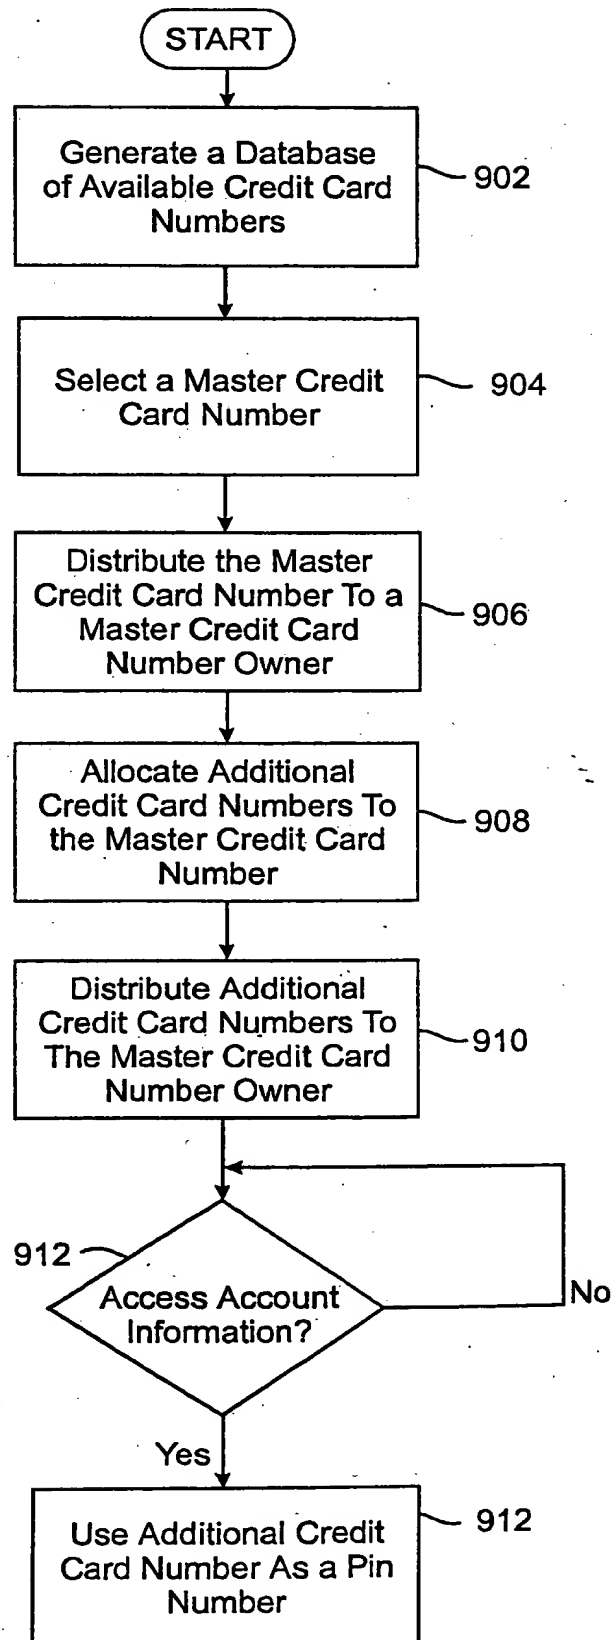 START
Generate a Database
of Available Credit Card
Numbers
902
Select a Master Credit
Card Number
904
Distribute the Master
Credit Card Number To a
Master Credit Card
Number Owner
906
Allocate Additional
Credit Card Numbers To
the Master Credit Card
Number
908
Distribute Additional
Credit Card Numbers To
The Master Credit Card
Number Owner
910
912
Access Account
Information?
No
Yes
Use Additional Credit
Card Number As a Pin
Number
912